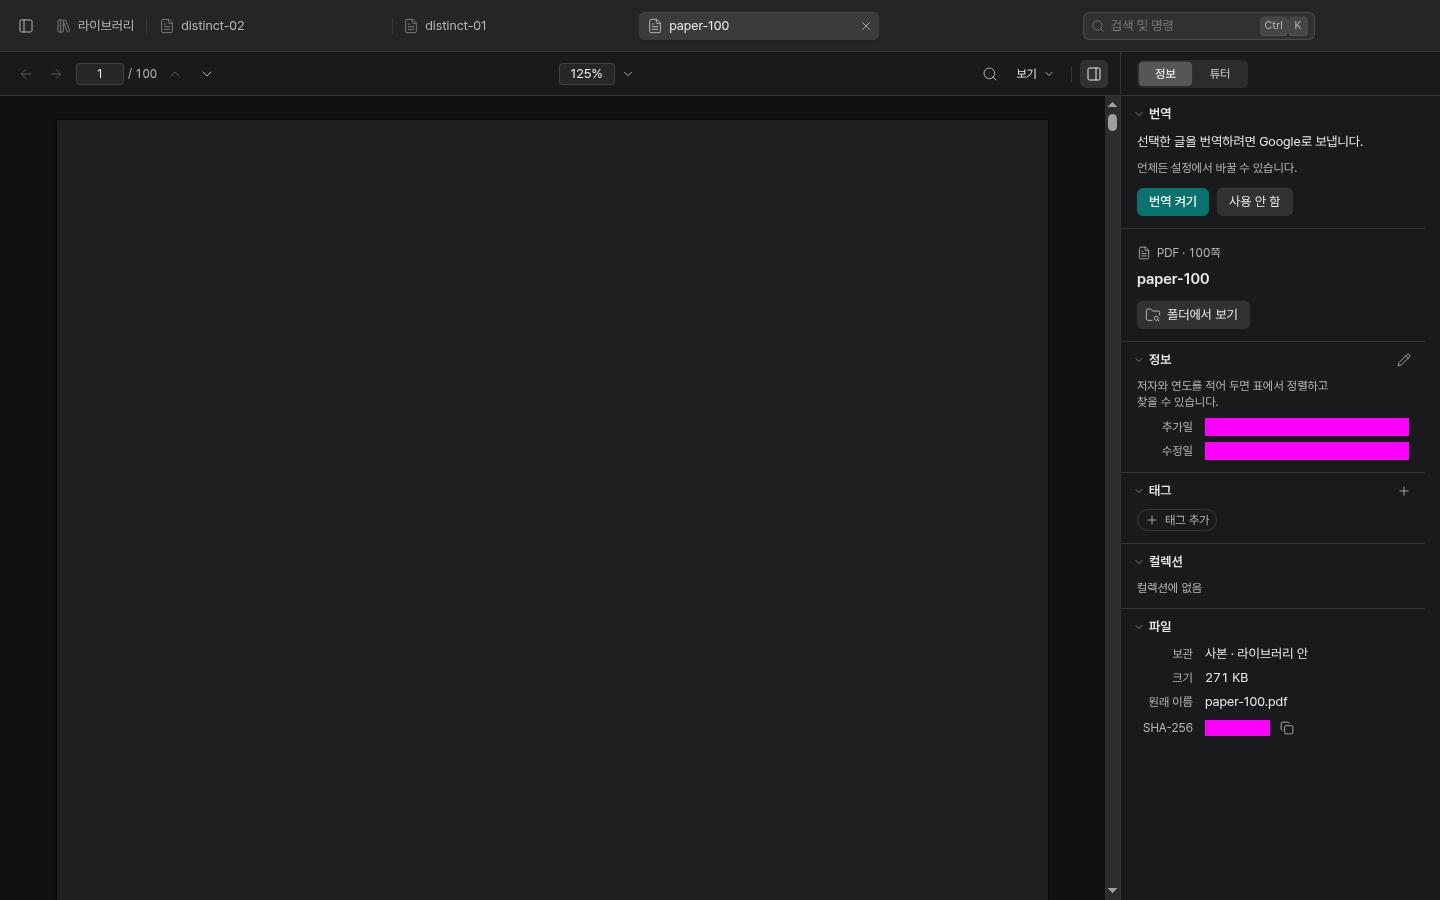 라이브러리
distinct-02
distinct-01
paper-100
검색 및 명령
Ctrl K
1 / 100
125%
보기
정보
튜터
번역
선택한 글을 번역하려면 Google로 보냅니다.
언제든 설정에서 바꿀 수 있습니다.
번역 켜기
사용 안 함
PDF · 100쪽
paper-100
폴더에서 보기
정보
저자와 연도를 적어 두면 표에서 정렬하고
찾을 수 있습니다.
추가일
수정일
태그
태그 추가
컬렉션
컬렉션에 없음
파일
보관 사본 · 라이브러리 안
크기 271 KB
원래 이름 paper-100.pdf
SHA-256